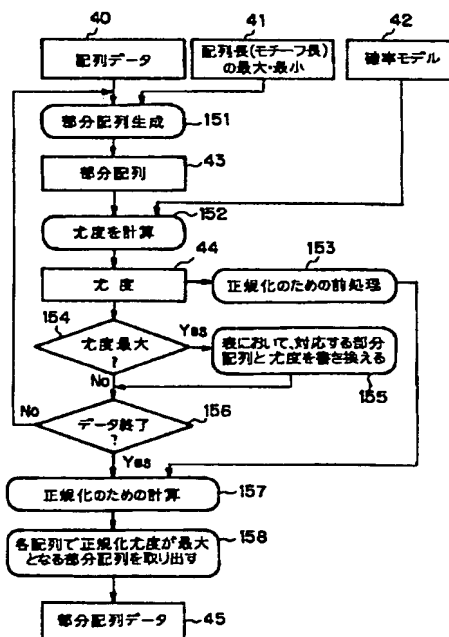 40
41
42
配列データ
配列長(モチーフ長)
の最大・最小
確率モデル
部分配列生成
151
43
部分配列
152
尤度を計算
44
153
尤度
正規化のための前処理
154
尤度最大
?
Yes
表において、対応する部分
配列と尤度を書き換える
155
No
No
156
データ終了
?
Yes
正規化のための計算
157
各配列で正規化尤度が最大
となる部分配列を取り出す
158
部分配列データ
45